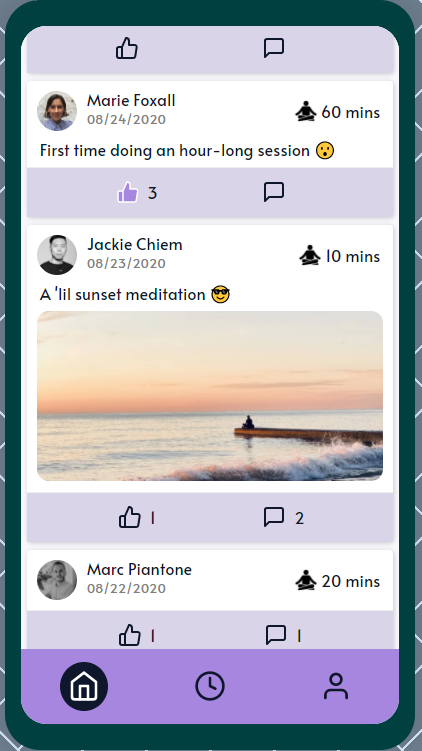 Marie Foxall
08/24/2020
60 mins
First time doing an hour-long session 😮
3
Jackie Chiem
08/23/2020
10 mins
A 'lil sunset meditation 😎
1
2
Marc Piantone
08/22/2020
20 mins
1
1